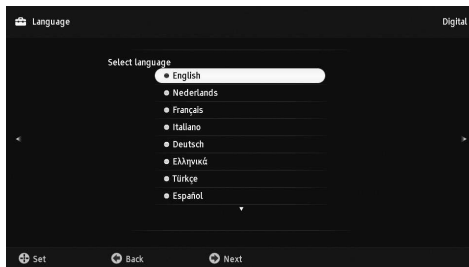 Language
Digital
Select language
English
Nederlands
Français
Italiano
Deutsch
Ελληνικά
Türkçe
Español
Set Back Next